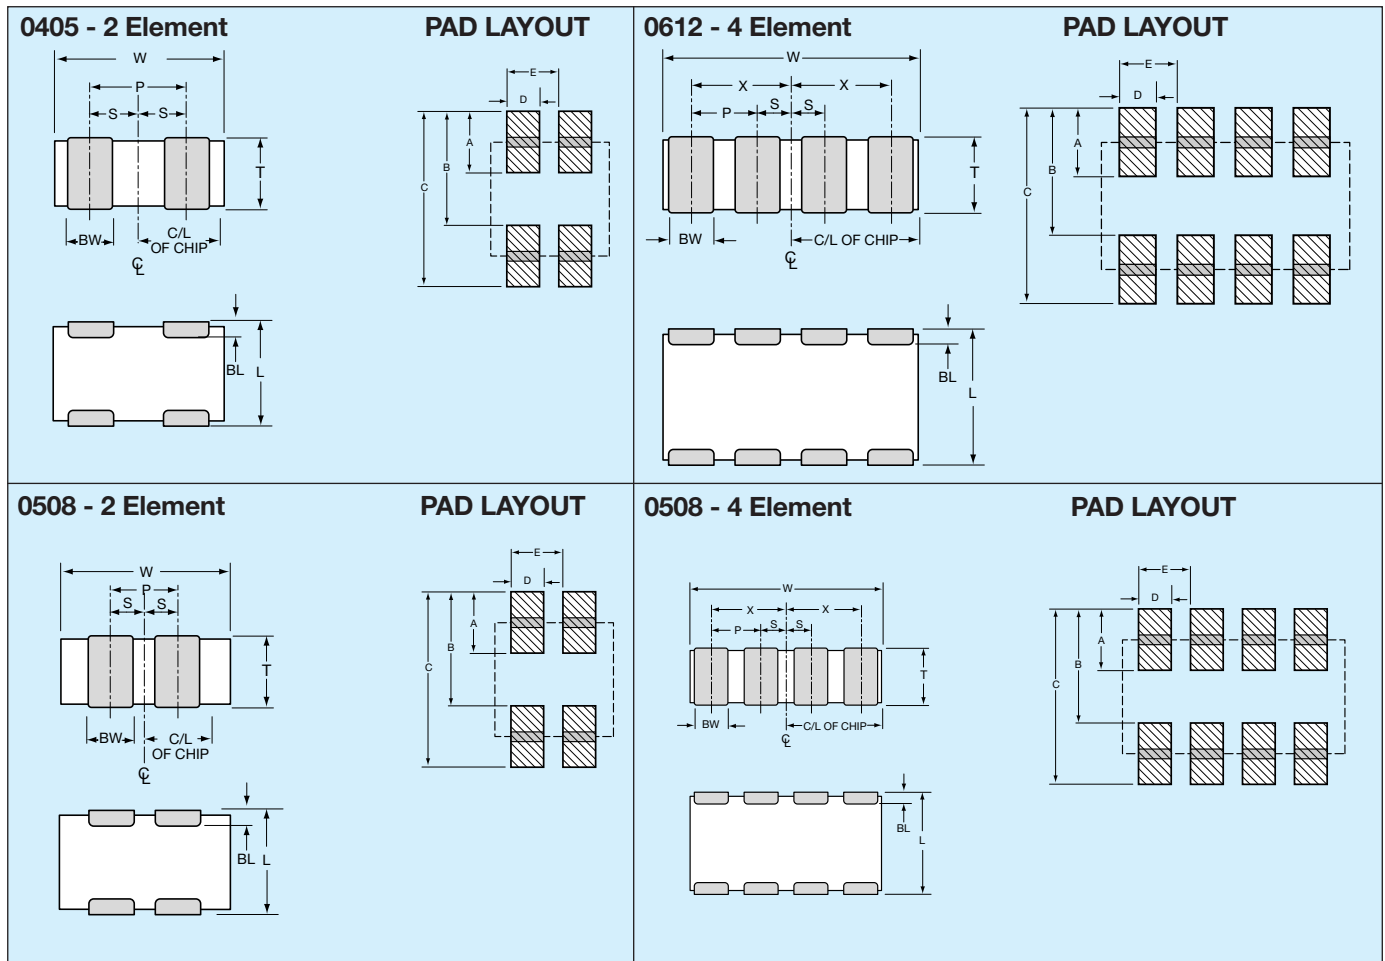 0405 - 2 Element
PAD LAYOUT
W
P
S
S
T
BW
C/L
OF CHIP
℄
BL
L
E
D
A
B
C
0612 - 4 Element
PAD LAYOUT
W
X
X
P
S
S
T
BW
C/L OF CHIP
℄
BL
L
E
D
A
B
C
0508 - 2 Element
PAD LAYOUT
W
P
S
S
T
BW
C/L
OF CHIP
℄
BL
L
E
D
A
B
C
0508 - 4 Element
PAD LAYOUT
W
X
X
P
S
S
T
BW
C/L OF CHIP
℄
BL
L
E
D
A
B
C